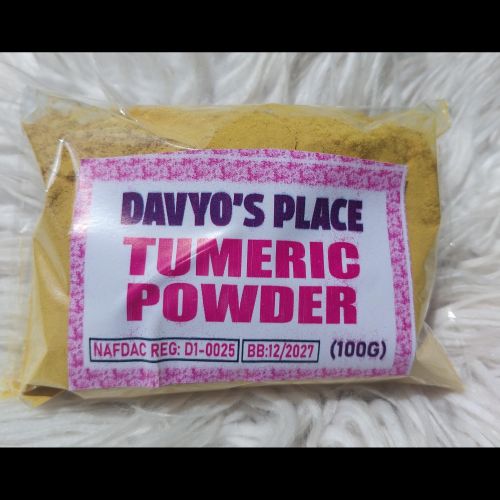 DAVYO'S PLACE
TUMERIC
POWDER
NAFDAC REG: D1-0025 BB:12/2027 (100G)